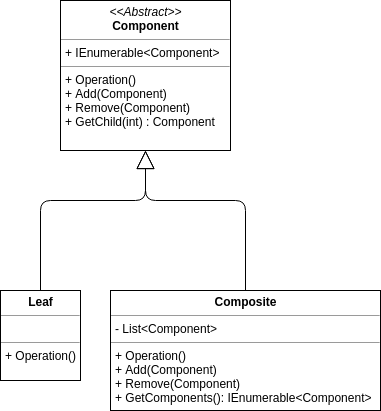 <<Abstract>>
Component
+ IEnumerable<Component>
+ Operation()
+ Add(Component)
+ Remove(Component)
+ GetChild(int) : Component
Leaf
+ Operation()
Composite
- List<Component>
+ Operation()
+ Add(Component)
+ Remove(Component)
+ GetComponents(): IEnumerable<Component>